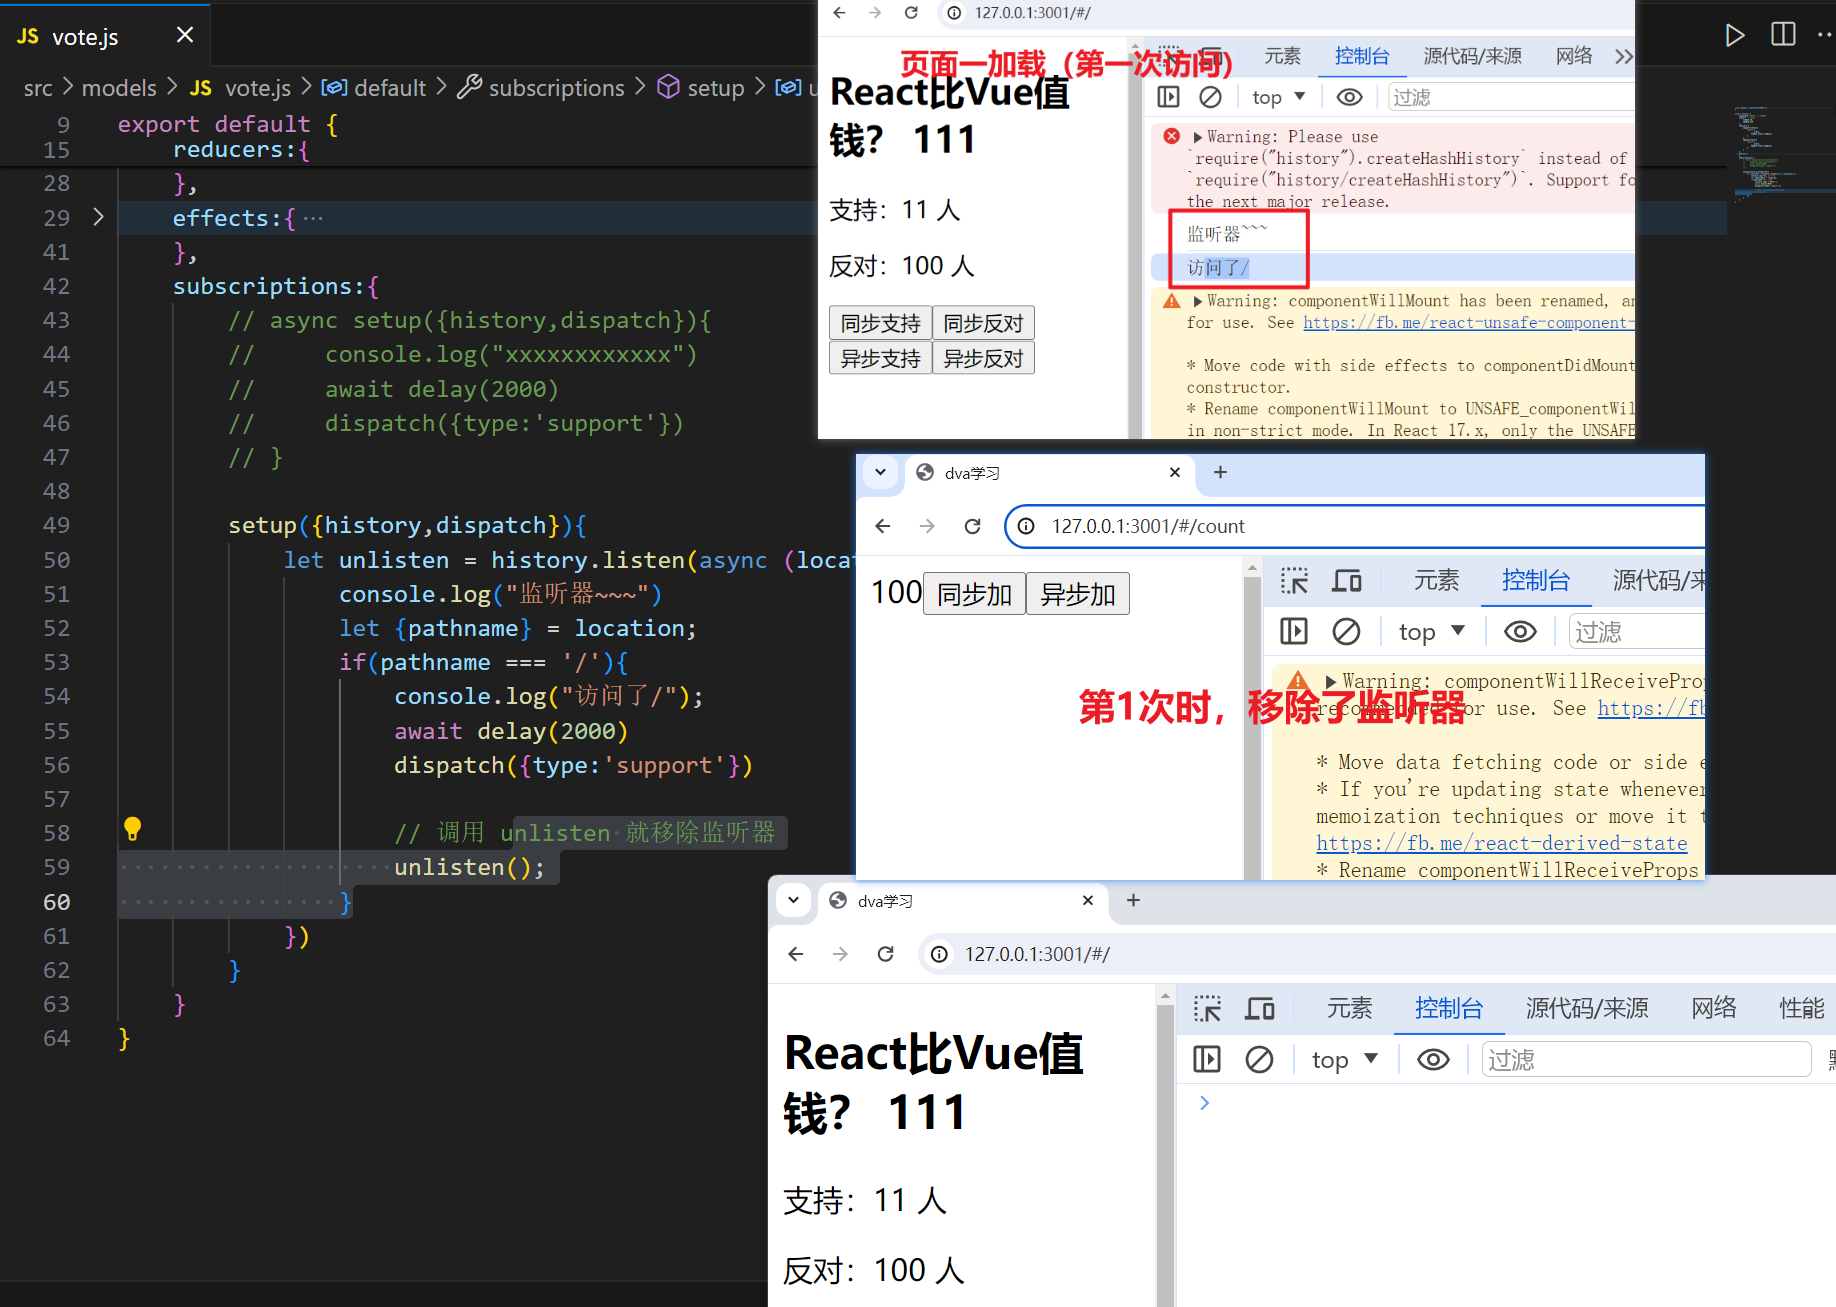 JS vote.js ×
src > models > JS vote.js > default > subscriptions > setup >
9 export default {
15 reducers:{
28 },
29 effects:{ ···
41 },
42 subscriptions:{
43 // async setup({history,dispatch}){
44 //     console.log("xxxxxxxxxxxx")
45 //     await delay(2000)
46 //     dispatch({type:'support'})
47 // }
48
49 setup({history,dispatch}){
50 let unlisten = history.listen(async (locat
51 console.log("监听器~~~")
52 let {pathname} = location;
53 if(pathname === '/'){
54 console.log("访问了/");
55 await delay(2000)
56 dispatch({type:'support'})
57
58 // 调用 unlisten 就移除监听器
59 unlisten();
60 }
61 })
62 }
63 }
64 }
127.0.0.1:3001/#/
页面一加载（第一次访问）
元素 控制台 源代码/来源 网络 »
top 过滤
React比Vue值
钱？ 111
支持：11 人
反对：100 人
同步支持 同步反对
异步支持 异步反对
Warning: Please use
`require("history").createHashHistory` instead of
`require("history/createHashHistory")`. Support fo
the next major release.
监听器~~~
访问了/
Warning: componentWillMount has been renamed, an
for use. See https://fb.me/react-unsafe-component-
* Move code with side effects to componentDidMount
constructor.
* Rename componentWillMount to UNSAFE_componentWil
in non-strict mode. In React 17.x, only the UNSAFE
dva学习 × +
127.0.0.1:3001/#/count
100 同步加 异步加
元素 控制台 源代码/来
top 过滤
第1次时，移除了监听器
Warning: componentWillReceiveProp
recommended for use. See https://fb
* Move data fetching code or side e
* If you're updating state whenever
memoization techniques or move it t
https://fb.me/react-derived-state
* Rename componentWillReceiveProps
dva学习 × +
127.0.0.1:3001/#/
元素 控制台 源代码/来源 网络 性能
top 过滤
React比Vue值
钱？ 111
支持：11 人
反对：100 人